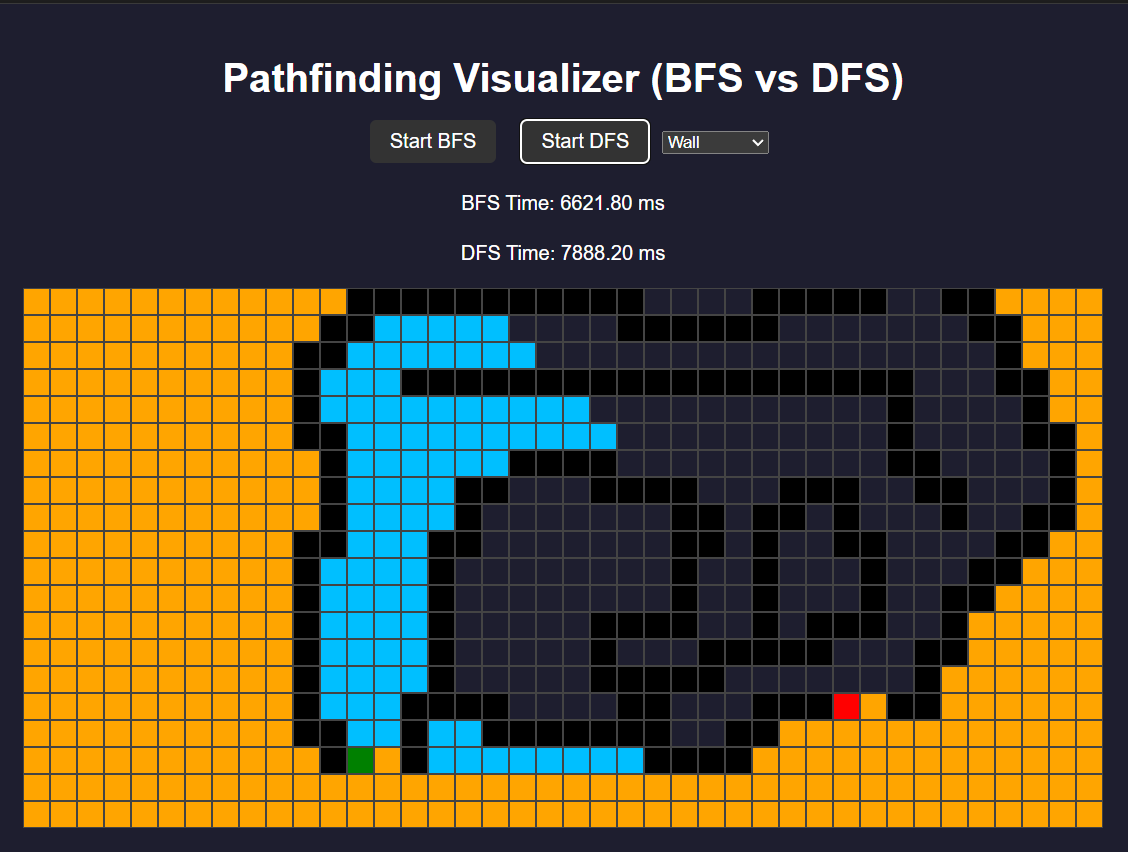 Pathfinding Visualizer (BFS vs DFS)
Start BFS Start DFS Wall
BFS Time: 6621.80 ms
DFS Time: 7888.20 ms